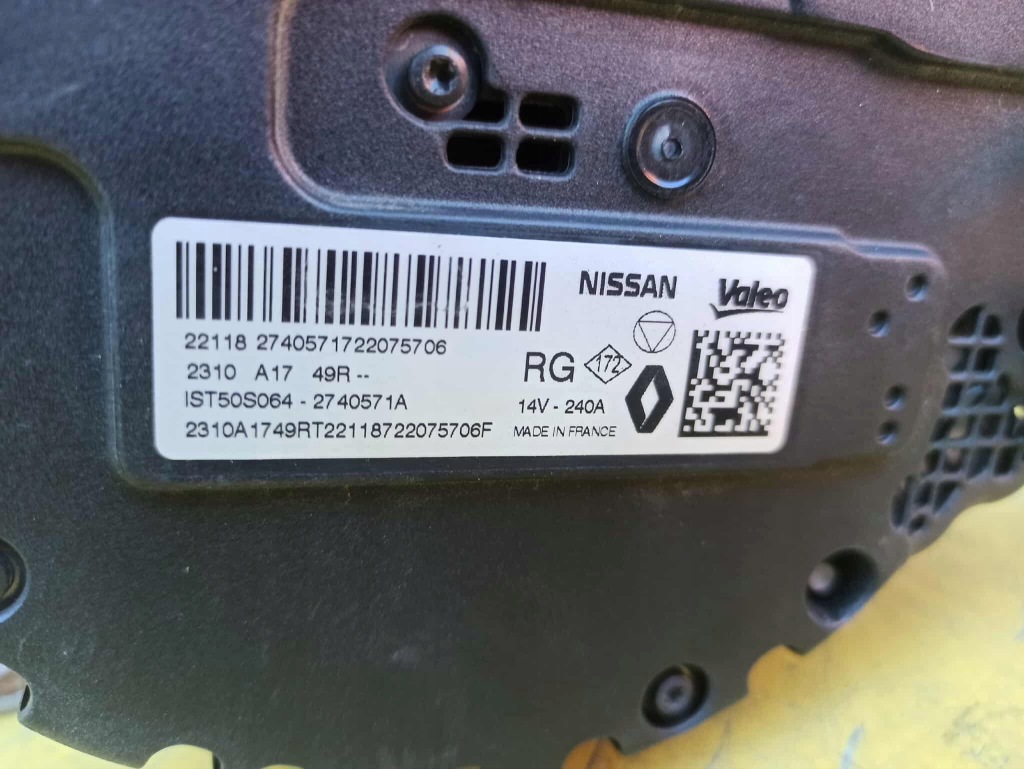 NISSAN
Valeo
22118 2740571722075706
2310 A17 49R --
RG
172
IST50S064 - 2740571A
14V - 240A
2310A1749RT22118722075706F
MADE IN FRANCE